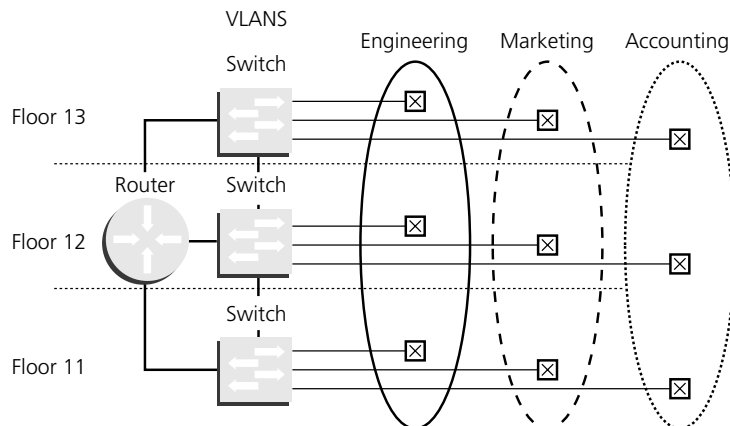 VLANS
Engineering Marketing Accounting
Switch
Floor 13
Router Switch
Floor 12
Switch
Floor 11